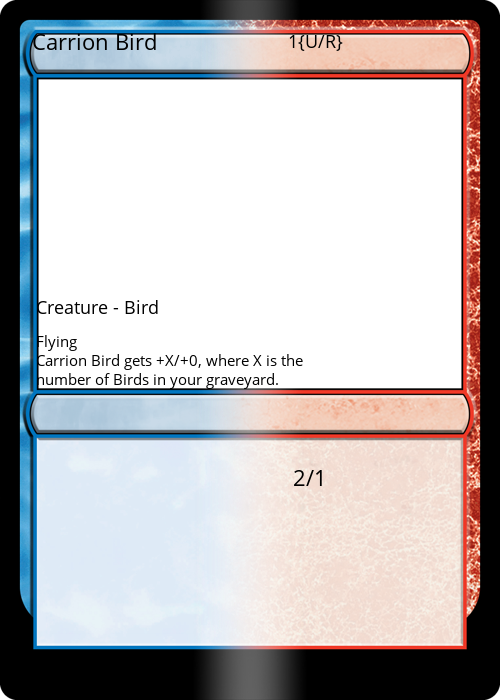 Carrion Bird
1{U/R}
Creature - Bird
Flying
Carrion Bird gets +X/+0, where X is the
number of Birds in your graveyard.
2/1